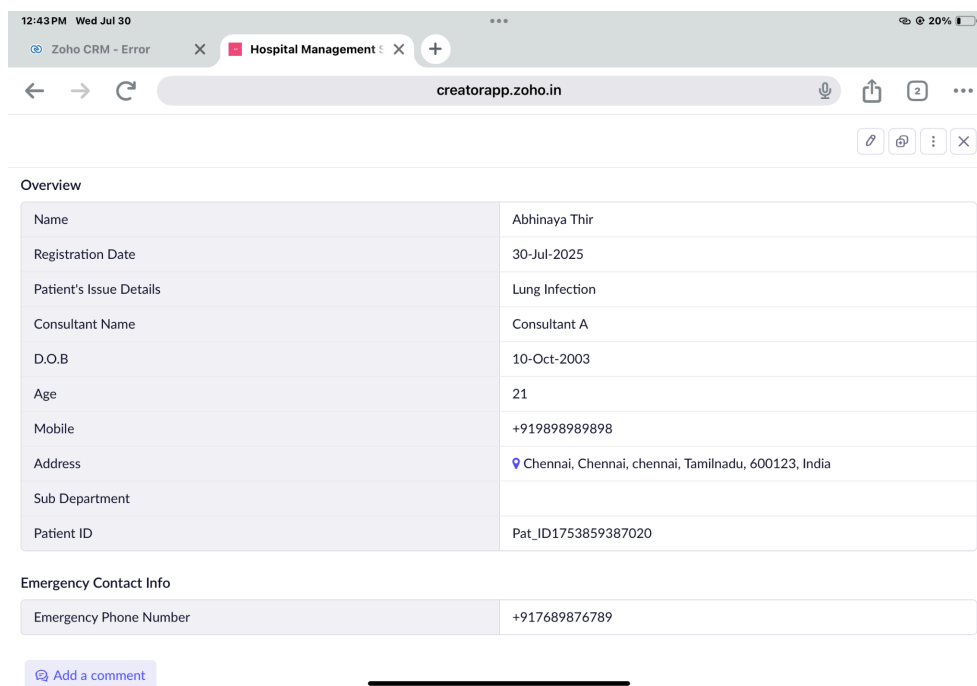 12:43 PM Wed Jul 30
20%
Zoho CRM - Error
Hospital Management S
creatorapp.zoho.in
2
Overview
Name Abhinaya Thir
Registration Date 30-Jul-2025
Patient's Issue Details Lung Infection
Consultant Name Consultant A
D.O.B 10-Oct-2003
Age 21
Mobile +919898989898
Address Chennai, Chennai, chennai, Tamilnadu, 600123, India
Sub Department
Patient ID Pat_ID1753859387020
Emergency Contact Info
Emergency Phone Number +917689876789
Add a comment